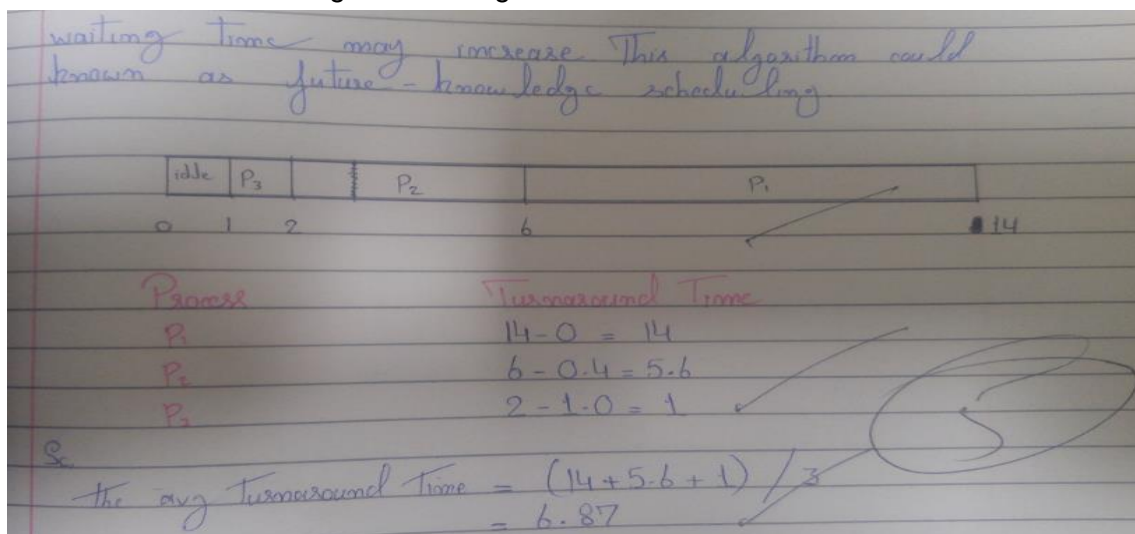 waiting time may increase. This algorithm could
known as future-knowledge scheduling
idle P3 P2 P1
0 1 2 6 14
Process Turnaround Time
P1 14-0 = 14
P2 6-0.4 = 5.6
P3 2-1.0 = 1
So
the avg Turnaround Time = (14+5.6+1)/3
= 6.87
5